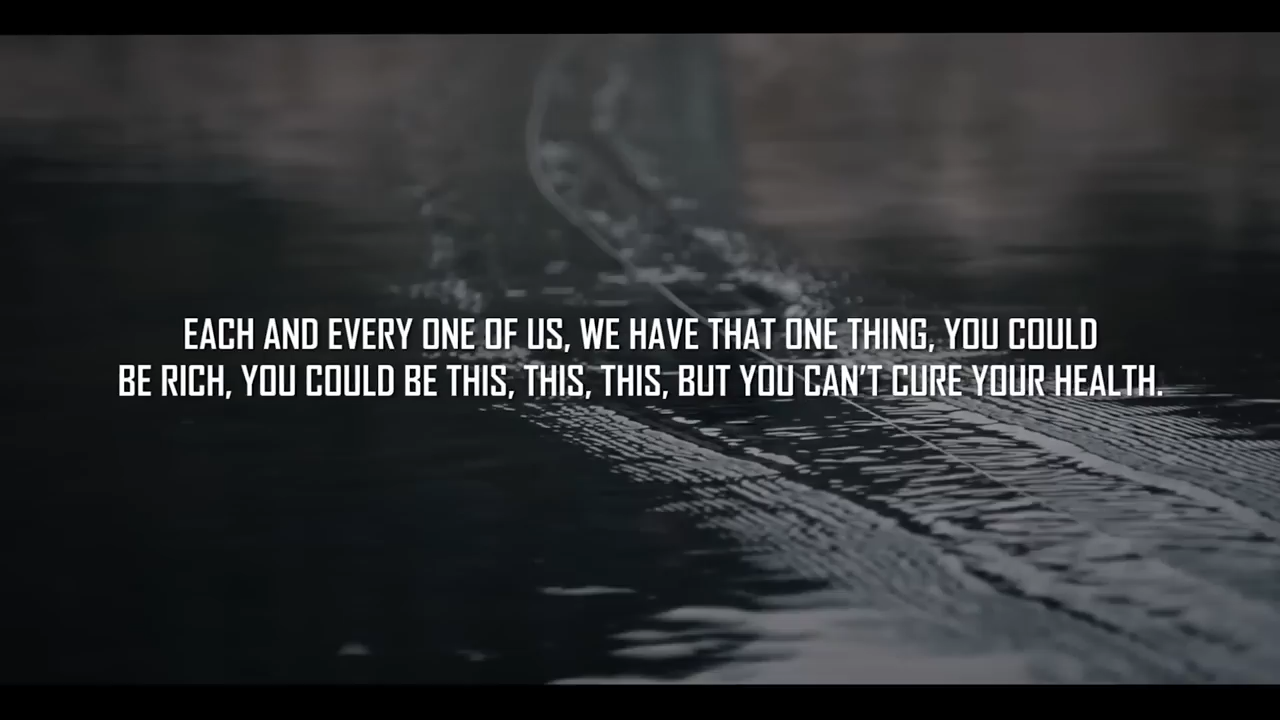 EACH AND EVERY ONE OF US, WE HAVE THAT ONE THING, YOU COULD
BE RICH, YOU COULD BE THIS, THIS, THIS, BUT YOU CAN'T CURE YOUR HEALTH.